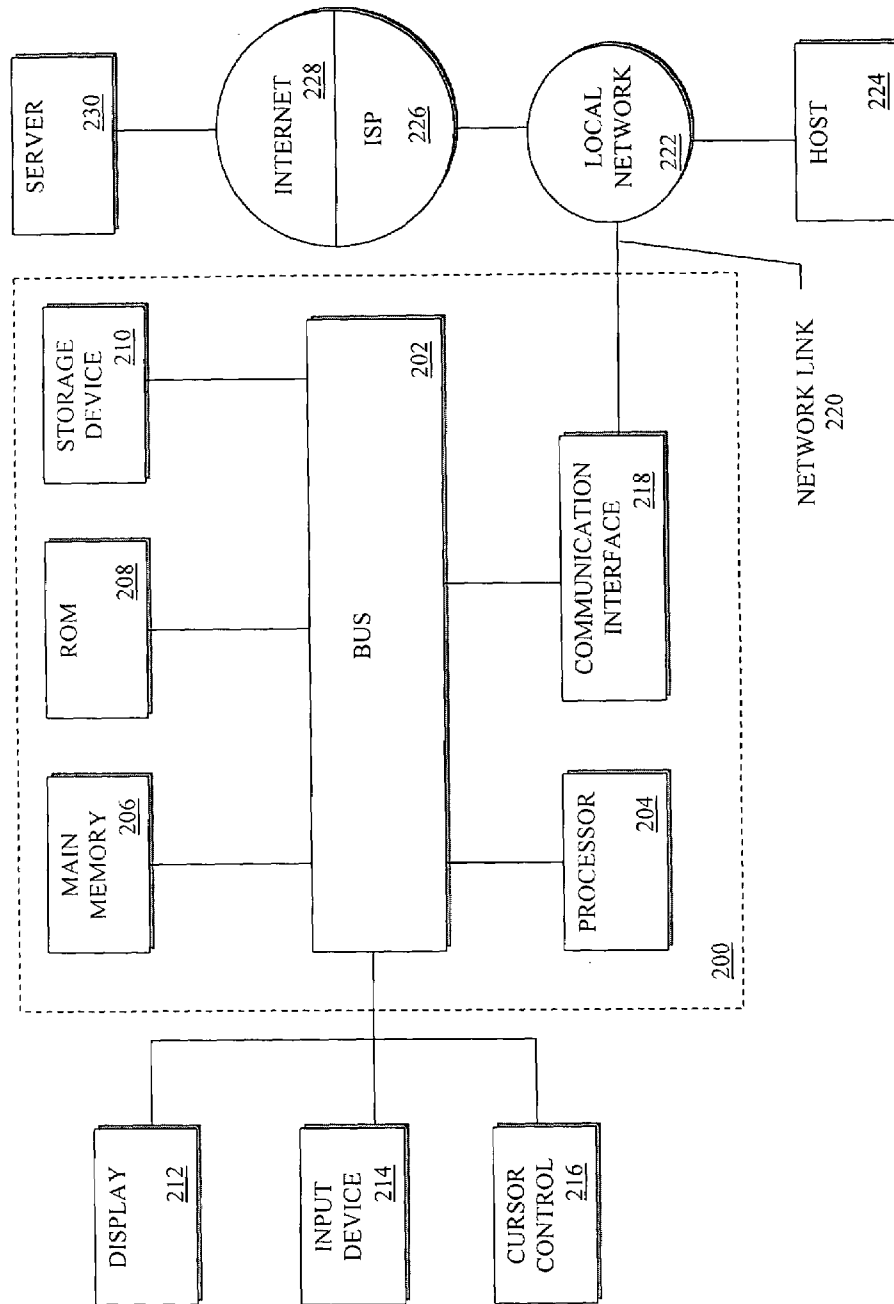 DISPLAY
212
INPUT
DEVICE
214
CURSOR
CONTROL
216
MAIN
MEMORY
206
ROM
208
STORAGE
DEVICE
210
BUS
202
PROCESSOR
204
COMMUNICATION
INTERFACE
218
200
SERVER
230
INTERNET
228
ISP
226
LOCAL
NETWORK
222
HOST
224
NETWORK LINK
220